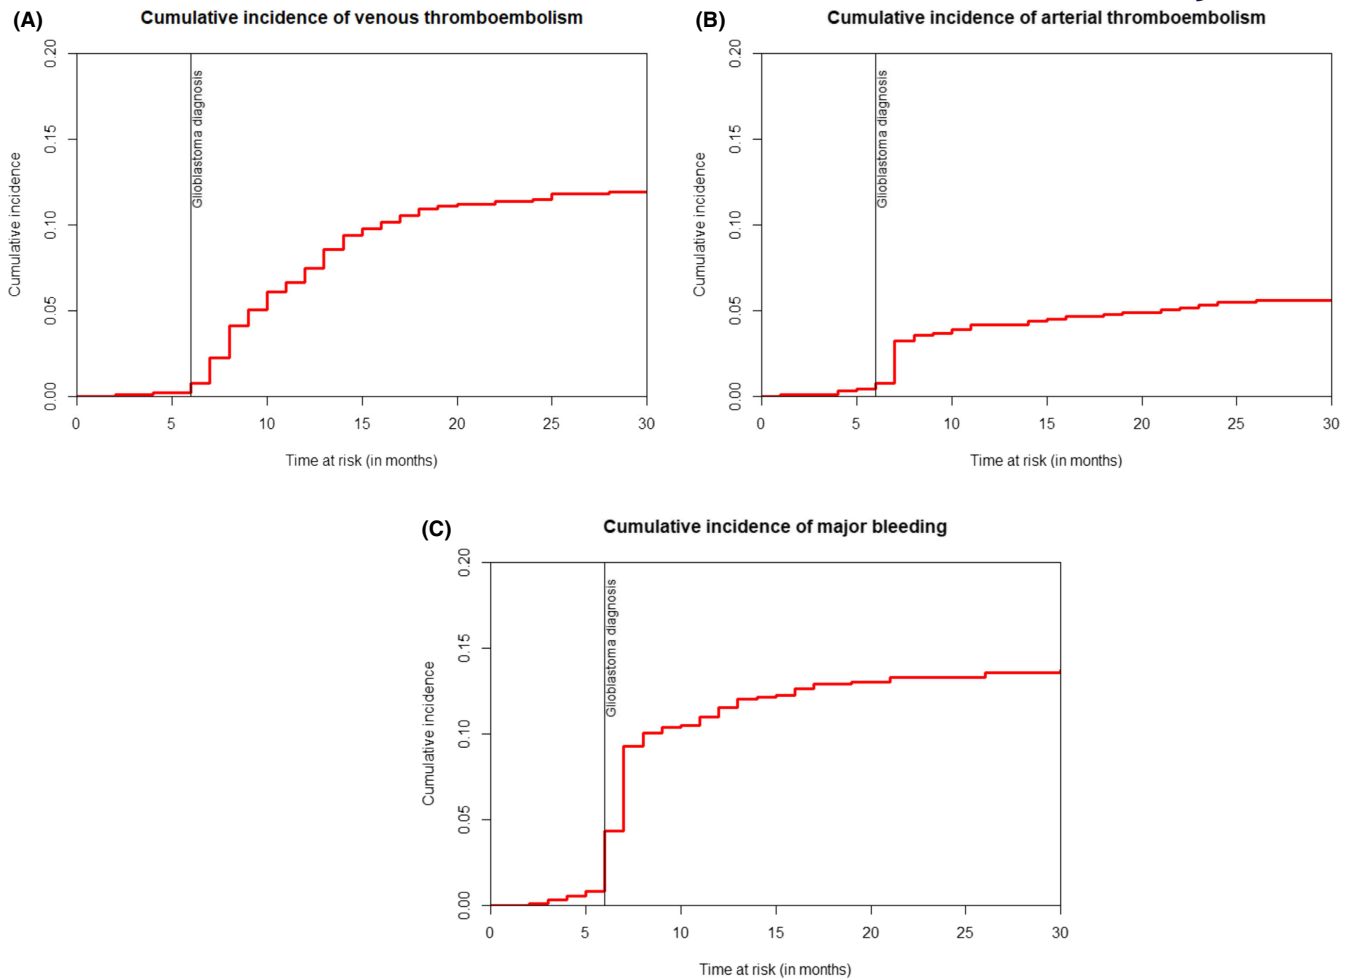 (A)
Cumulative incidence of venous thromboembolism
0.20
0.15
0.10
0.05
0.00
Cumulative incidence
Glioblastoma diagnosis
0 5 10 15 20 25 30
Time at risk (in months)
(B)
Cumulative incidence of arterial thromboembolism
0.20
0.15
0.10
0.05
0.00
Cumulative incidence
Glioblastoma diagnosis
0 5 10 15 20 25 30
Time at risk (in months)
(C)
Cumulative incidence of major bleeding
0.20
0.15
0.10
0.05
0.00
Cumulative incidence
Glioblastoma diagnosis
0 5 10 15 20 25 30
Time at risk (in months)